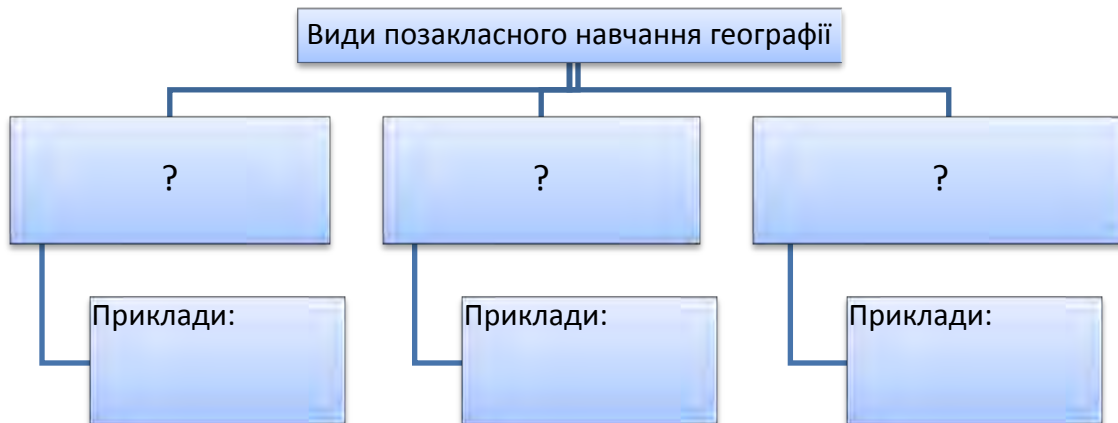 Види позакласного навчання географії
?
?
?
Приклади:
Приклади:
Приклади: